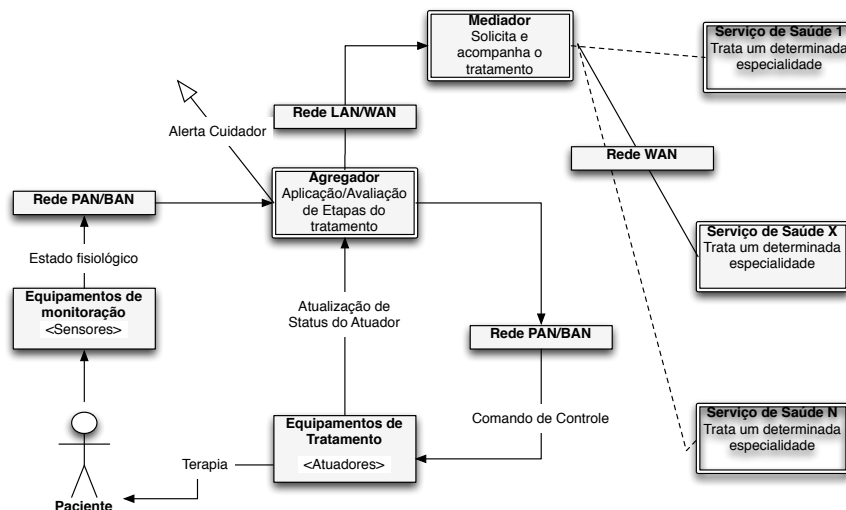 Mediador
Solicita e
acompanha o
tratamento
Serviço de Saúde 1
Trata um determinada
especialidade
Rede LAN/WAN
Alerta Cuidador
Rede WAN
Agregador
Aplicação/Avaliação
de Etapas do
tratamento
Rede PAN/BAN
Serviço de Saúde X
Trata um determinada
especialidade
Estado fisiológico
Equipamentos de
monitoração
<Sensores>
Atualização de
Status do Atuador
Rede PAN/BAN
Serviço de Saúde N
Trata um determinada
especialidade
Comando de Controle
Equipamentos de
Tratamento
<Atuadores>
Terapia
Paciente